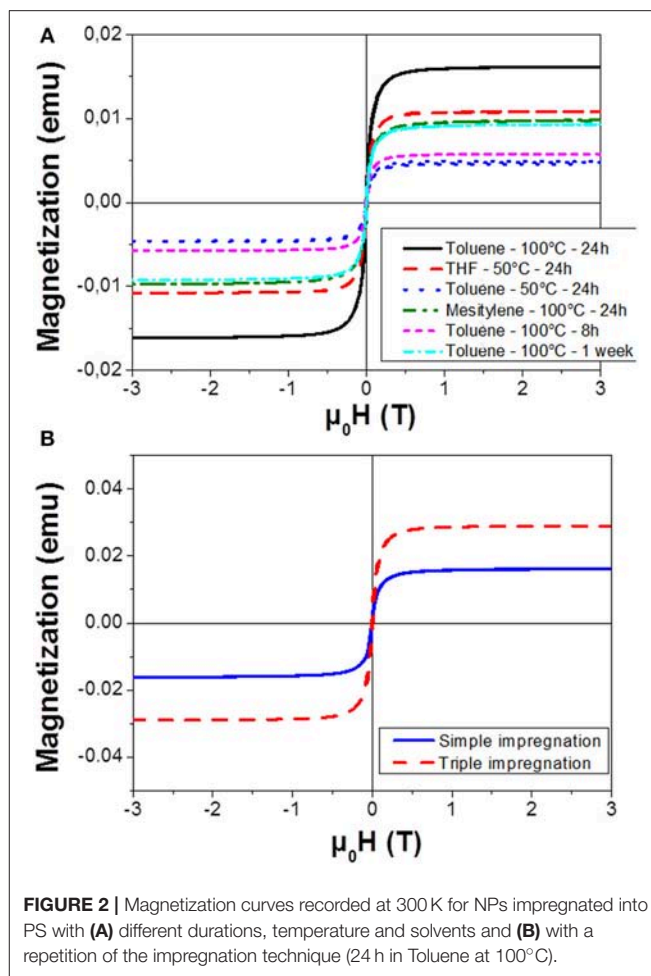 A
Magnetization (emu)
0,02
0,01
0,00
-0,01
-0,02
Toluene - 100°C - 24h
THF - 50°C - 24h
Toluene - 50°C - 24h
Mesitylene - 100°C - 24h
Toluene - 100°C - 8h
Toluene - 100°C - 1 week
-3 -2 -1 0 1 2 3
μ₀H (T)
B
Magnetization (emu)
0.04
0.02
0.00
-0.02
-0.04
Simple impregnation
Triple impregnation
-3 -2 -1 0 1 2 3
μ₀H (T)
FIGURE 2 | Magnetization curves recorded at 300 K for NPs impregnated into
PS with (A) different durations, temperature and solvents and (B) with a
repetition of the impregnation technique (24 h in Toluene at 100°C).